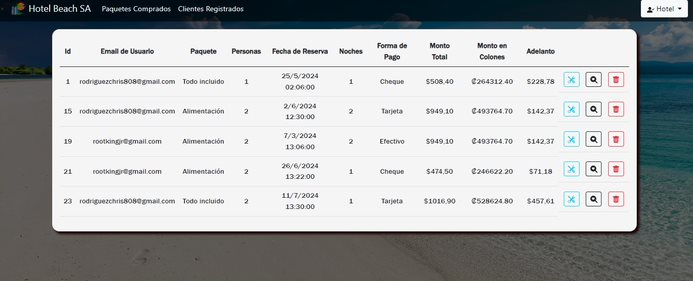 Hotel Beach SA Paquetes Comprados Clientes Registrados Hotel
Id Email de Usuario Paquete Personas Fecha de Reserva Noches Forma de Pago Monto Total Monto en Colones Adelanto
1 rodriguezchris808@gmail.com Todo incluido 1 25/5/2024 02:06:00 1 Cheque $508,40 ₡264312.40 $228,78
15 rodriguezchris808@gmail.com Alimentación 2 2/6/2024 12:30:00 2 Tarjeta $949,10 ₡493764.70 $142,37
19 rootkingjr@gmail.com Alimentación 2 7/3/2024 13:06:00 2 Efectivo $949,10 ₡493764.70 $142,37
21 rootkingjr@gmail.com Alimentación 2 26/6/2024 13:22:00 1 Cheque $474,50 ₡246622.20 $71,18
23 rodriguezchris808@gmail.com Todo incluido 2 11/7/2024 13:30:00 1 Tarjeta $1016,90 ₡528624.80 $457,61